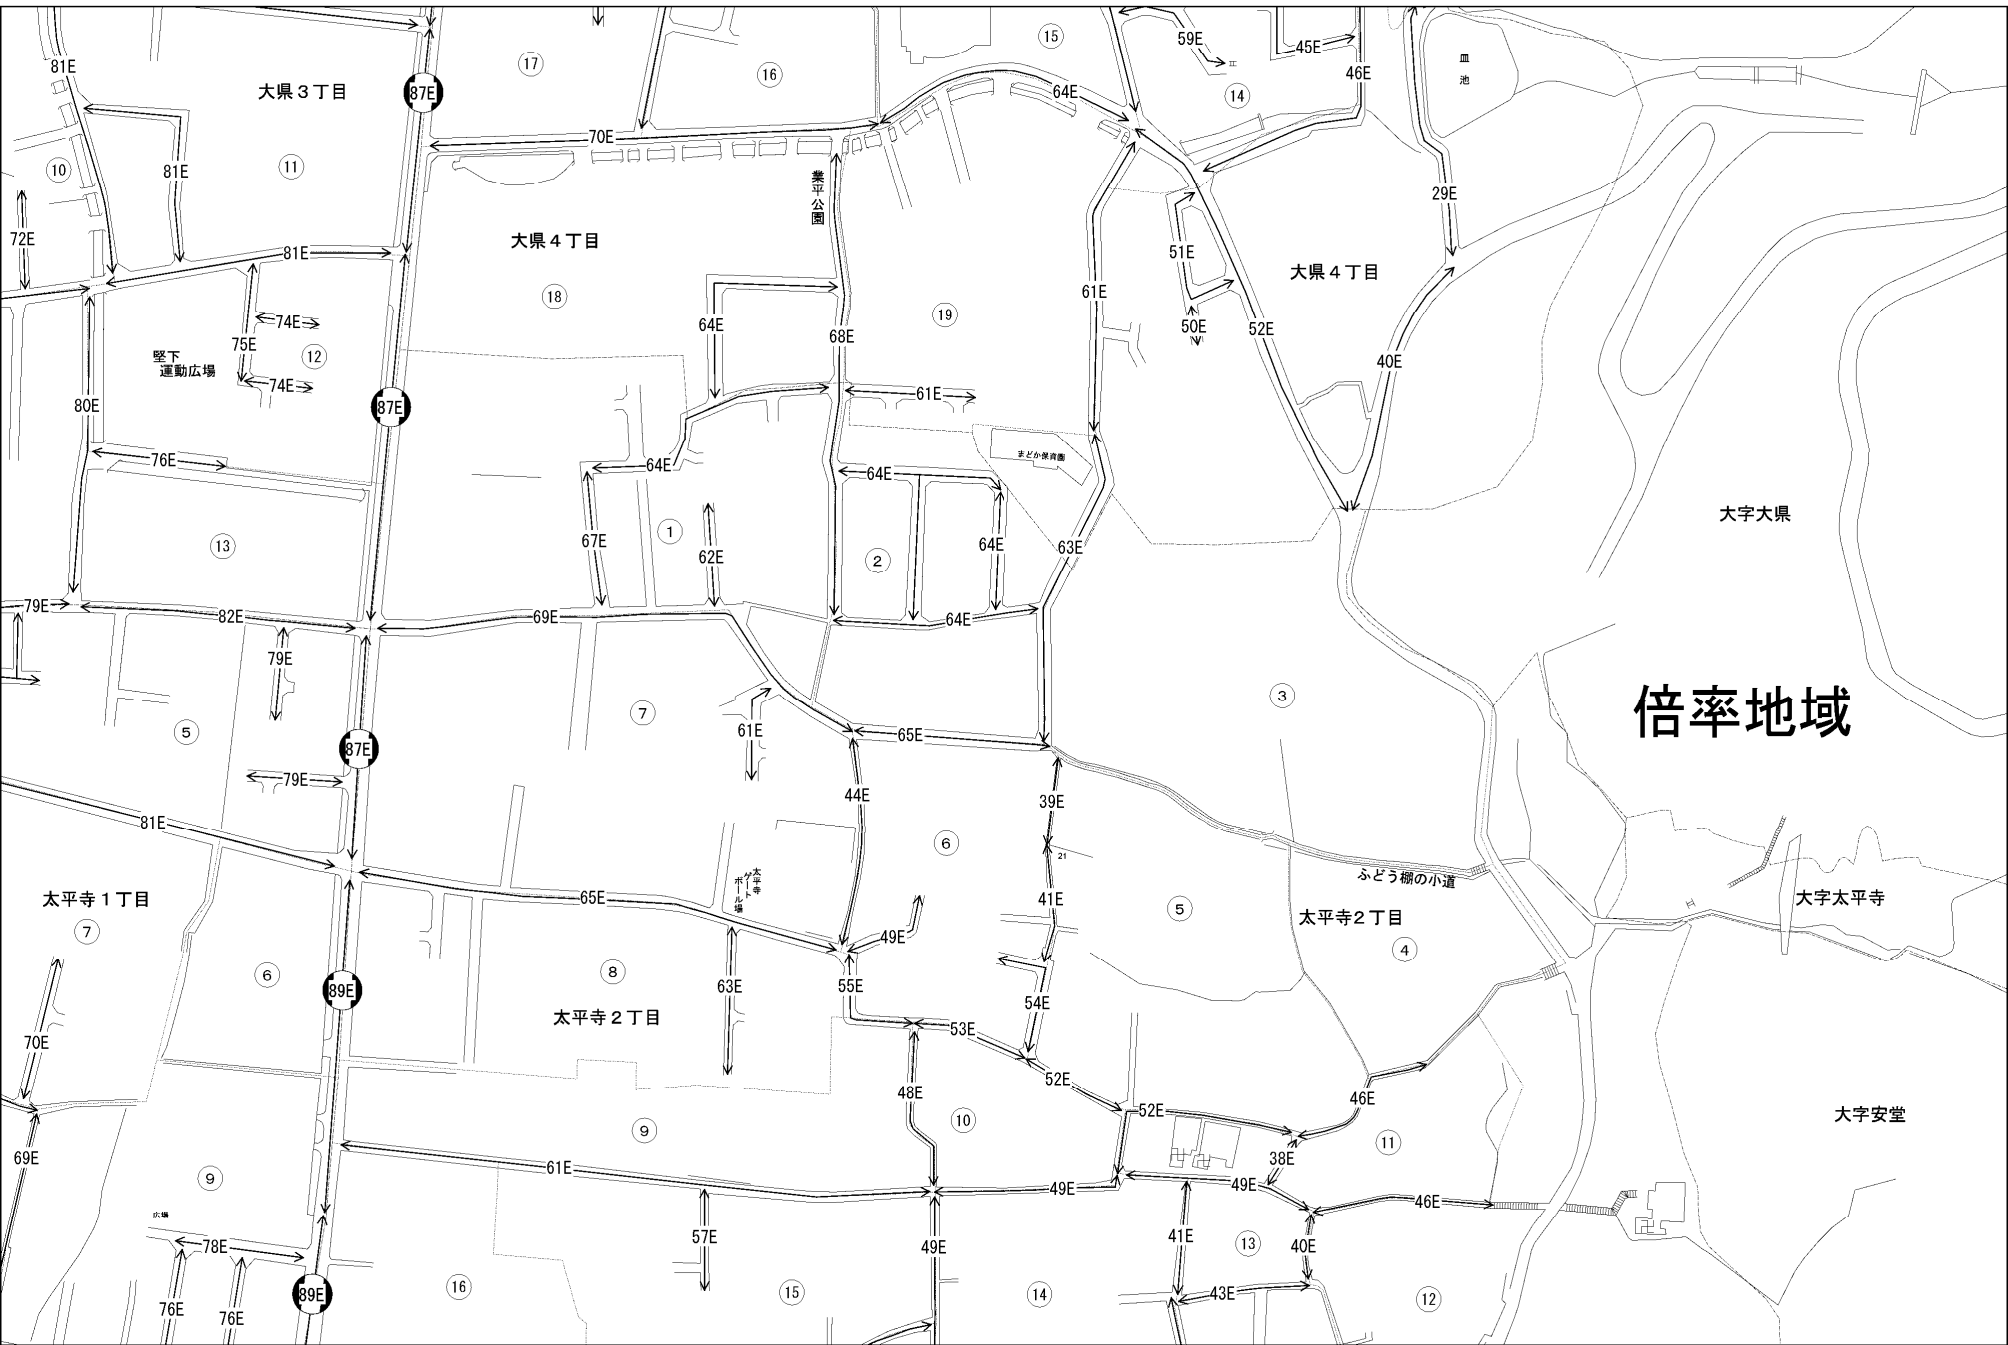 81E
大県３丁目
87E
17
15
16
59E
45E
46E
14
皿池
64E
70E
10
81E
11
業平公園
29E
72E
81E
大県４丁目
51E
大県４丁目
18
61E
64E
19
50E
52E
74E
75E
12
68E
堅下
運動広場
40E
74E
80E
87E
61E
76E
64E
まどか保育園
64E
大字大県
13
67E
1
62E
2
64E
63E
79E
82E
69E
64E
79E
3
倍率地域
5
7
61E
65E
87E
79E
44E
39E
81E
6
21
太平寺
ゲート
ボール場
ふどう棚の小道
太平寺１丁目
65E
41E
5
太平寺２丁目
大字太平寺
7
49E
4
6
8
89E
63E
55E
54E
太平寺２丁目
53E
70E
52E
48E
46E
52E
大字安堂
10
9
11
69E
61E
38E
9
49E
49E
46E
広場
78E
57E
49E
41E
13
40E
89E
16
15
14
43E
12
76E
76E